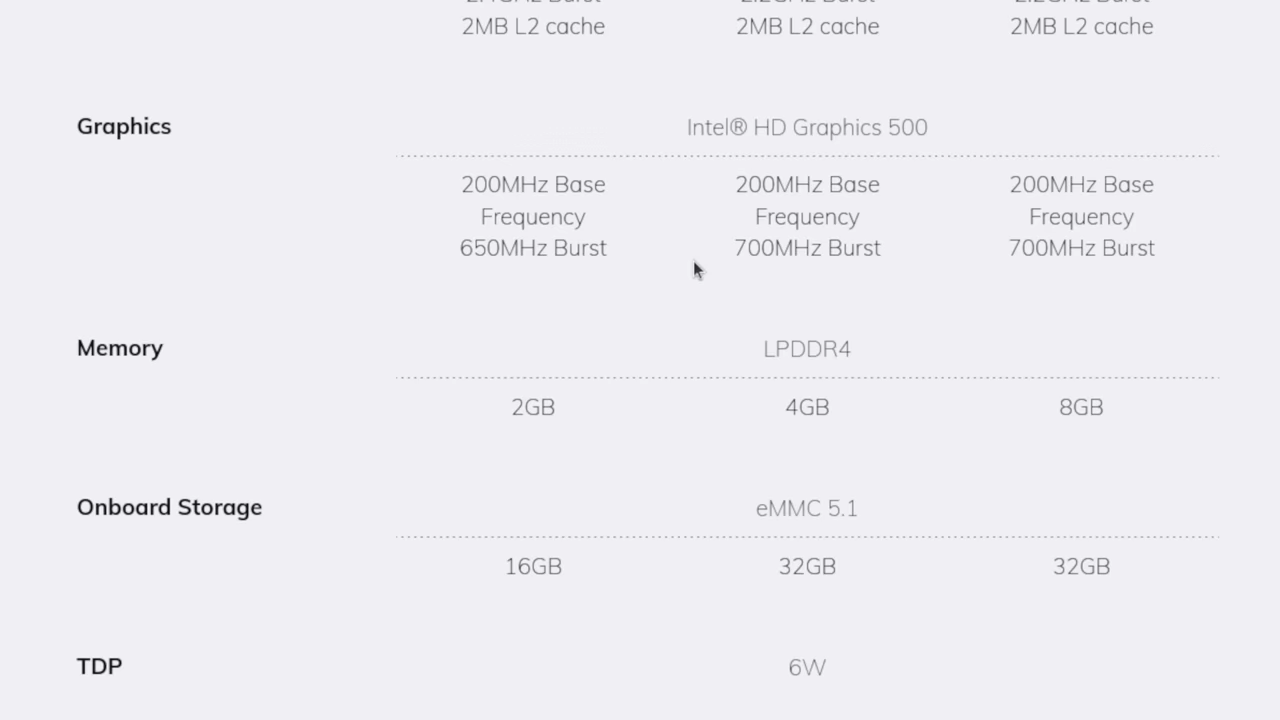 2MB L2 cache 2MB L2 cache 2MB L2 cache
Graphics Intel® HD Graphics 500
200MHz Base 200MHz Base 200MHz Base
Frequency Frequency Frequency
650MHz Burst 700MHz Burst 700MHz Burst
Memory LPDDR4
2GB 4GB 8GB
Onboard Storage eMMC 5.1
16GB 32GB 32GB
TDP 6W